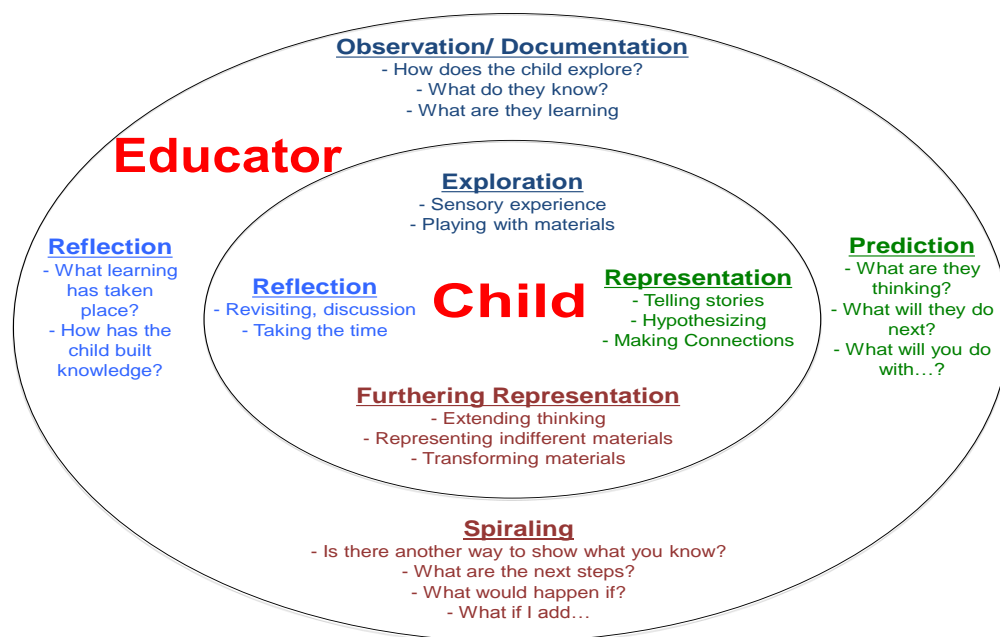 Observation/ Documentation
- How does the child explore?
- What do they know?
- What are they learning
Educator
Exploration
- Sensory experience
- Playing with materials
Reflection
- What learning
has taken
place?
- How has the
child built
knowledge?
Reflection
- Revisiting, discussion
- Taking the time
Child
Representation
- Telling stories
- Hypothesizing
- Making Connections
Prediction
- What are they
thinking?
- What will they do
next?
- What will you do
with…?
Furthering Representation
- Extending thinking
- Representing indifferent materials
- Transforming materials
Spiraling
- Is there another way to show what you know?
- What are the next steps?
- What would happen if?
- What if I add…